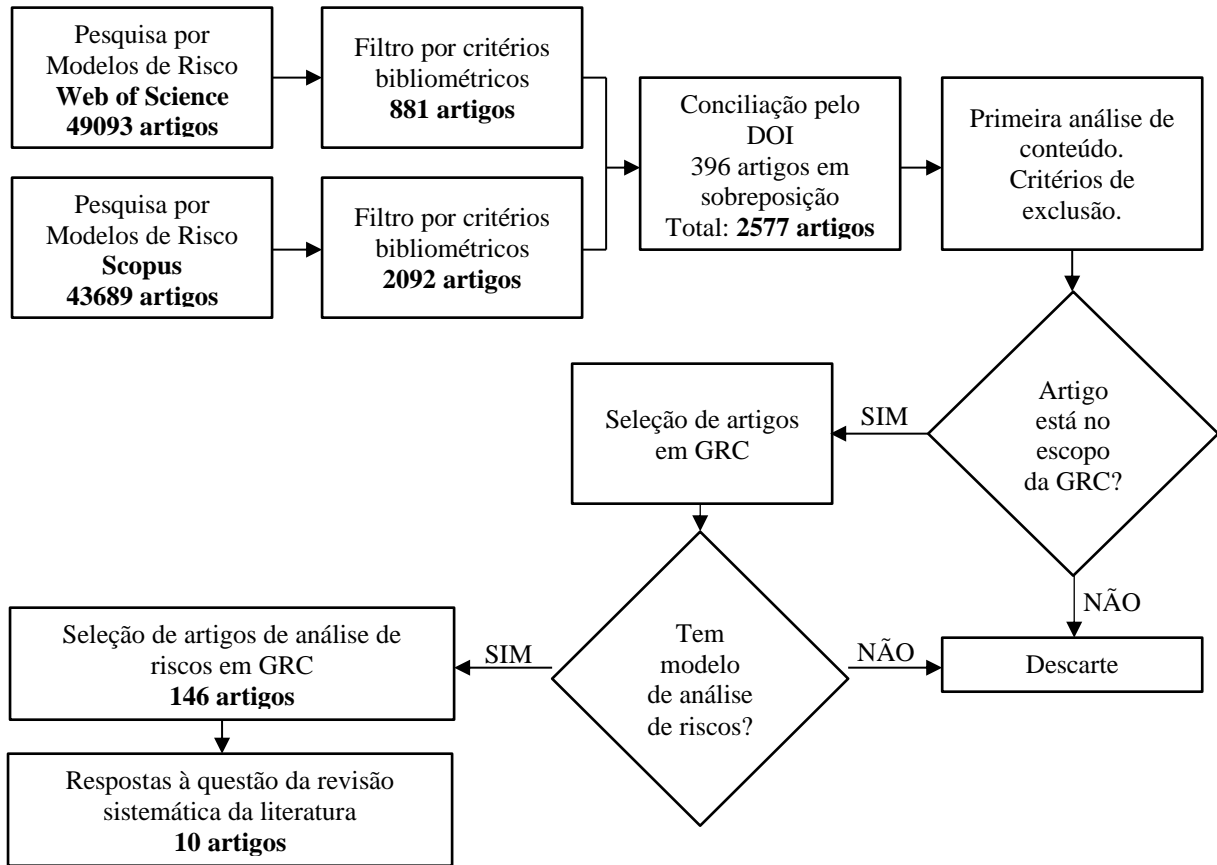 Pesquisa por
Modelos de Risco
Web of Science
49093 artigos
Filtro por critérios
bibliométricos
881 artigos
Pesquisa por
Modelos de Risco
Scopus
43689 artigos
Filtro por critérios
bibliométricos
2092 artigos
Conciliação pelo
DOI
396 artigos em
sobreposição
Total: 2577 artigos
Primeira análise de
conteúdo.
Critérios de
exclusão.
Artigo
está no
escopo
da GRC?
SIM
NÃO
Seleção de artigos
em GRC
Tem
modelo
de análise
de riscos?
SIM
NÃO
Descarte
Seleção de artigos de análise de
riscos em GRC
146 artigos
Respostas à questão da revisão
sistemática da literatura
10 artigos